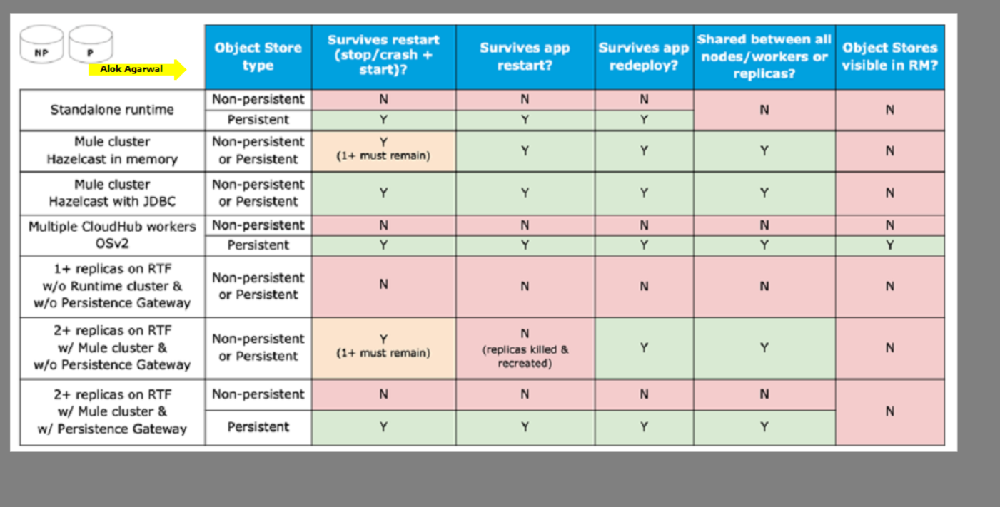 NP
P
Alok Agarwal
Object Store
type
Survives restart
(stop/crash +
start)?
Survives app
restart?
Survives app
redeploy?
Shared between all
nodes/workers or
replicas?
Object Stores
visible in RM?
Standalone runtime
Non-persistent
N
N
N
N
N
Persistent
Y
Y
Y
Mule cluster
Hazelcast in memory
Non-persistent
or Persistent
Y
(1+ must remain)
Y
Y
Y
N
Mule cluster
Hazelcast with JDBC
Non-persistent
or Persistent
Y
Y
Y
Y
N
Multiple CloudHub workers
OSv2
Non-persistent
N
N
N
N
N
Persistent
Y
Y
Y
Y
Y
1+ replicas on RTF
w/o Runtime cluster &
w/o Persistence Gateway
Non-persistent
or Persistent
N
N
N
N
N
2+ replicas on RTF
w/ Mule cluster &
w/o Persistence Gateway
Non-persistent
or Persistent
Y
(1+ must remain)
N
(replicas killed &
recreated)
Y
Y
N
2+ replicas on RTF
w/ Mule cluster &
w/ Persistence Gateway
Non-persistent
N
N
N
N
N
Persistent
Y
Y
Y
Y